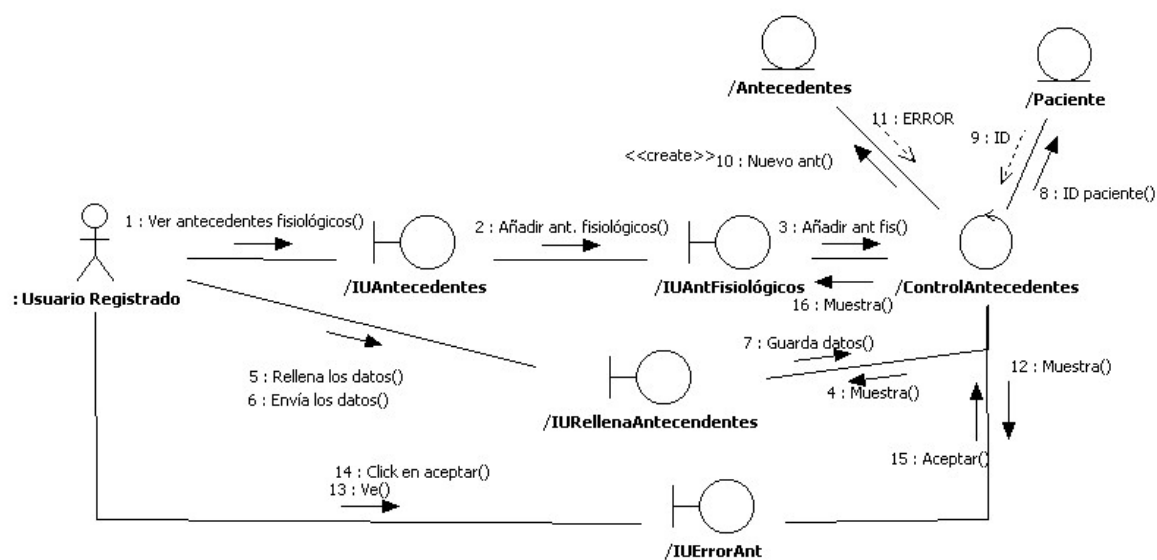 /Antecedentes
/Paciente
11 : ERROR
9 : ID
<<create>>
10 : Nuevo ant()
8 : ID paciente()
1 : Ver antecedentes fisiológicos()
2 : Añadir ant. fisiológicos()
3 : Añadir ant fis()
: Usuario Registrado
/IUAntecedentes
/IUAntFisiológicos
/ControlAntecedentes
16 : Muestra()
7 : Guarda datos()
12 : Muestra()
5 : Rellena los datos()
6 : Envía los datos()
4 : Muestra()
/IURellenaAntecendentes
15 : Aceptar()
14 : Click en aceptar()
13 : Ve()
/IUErrorAnt